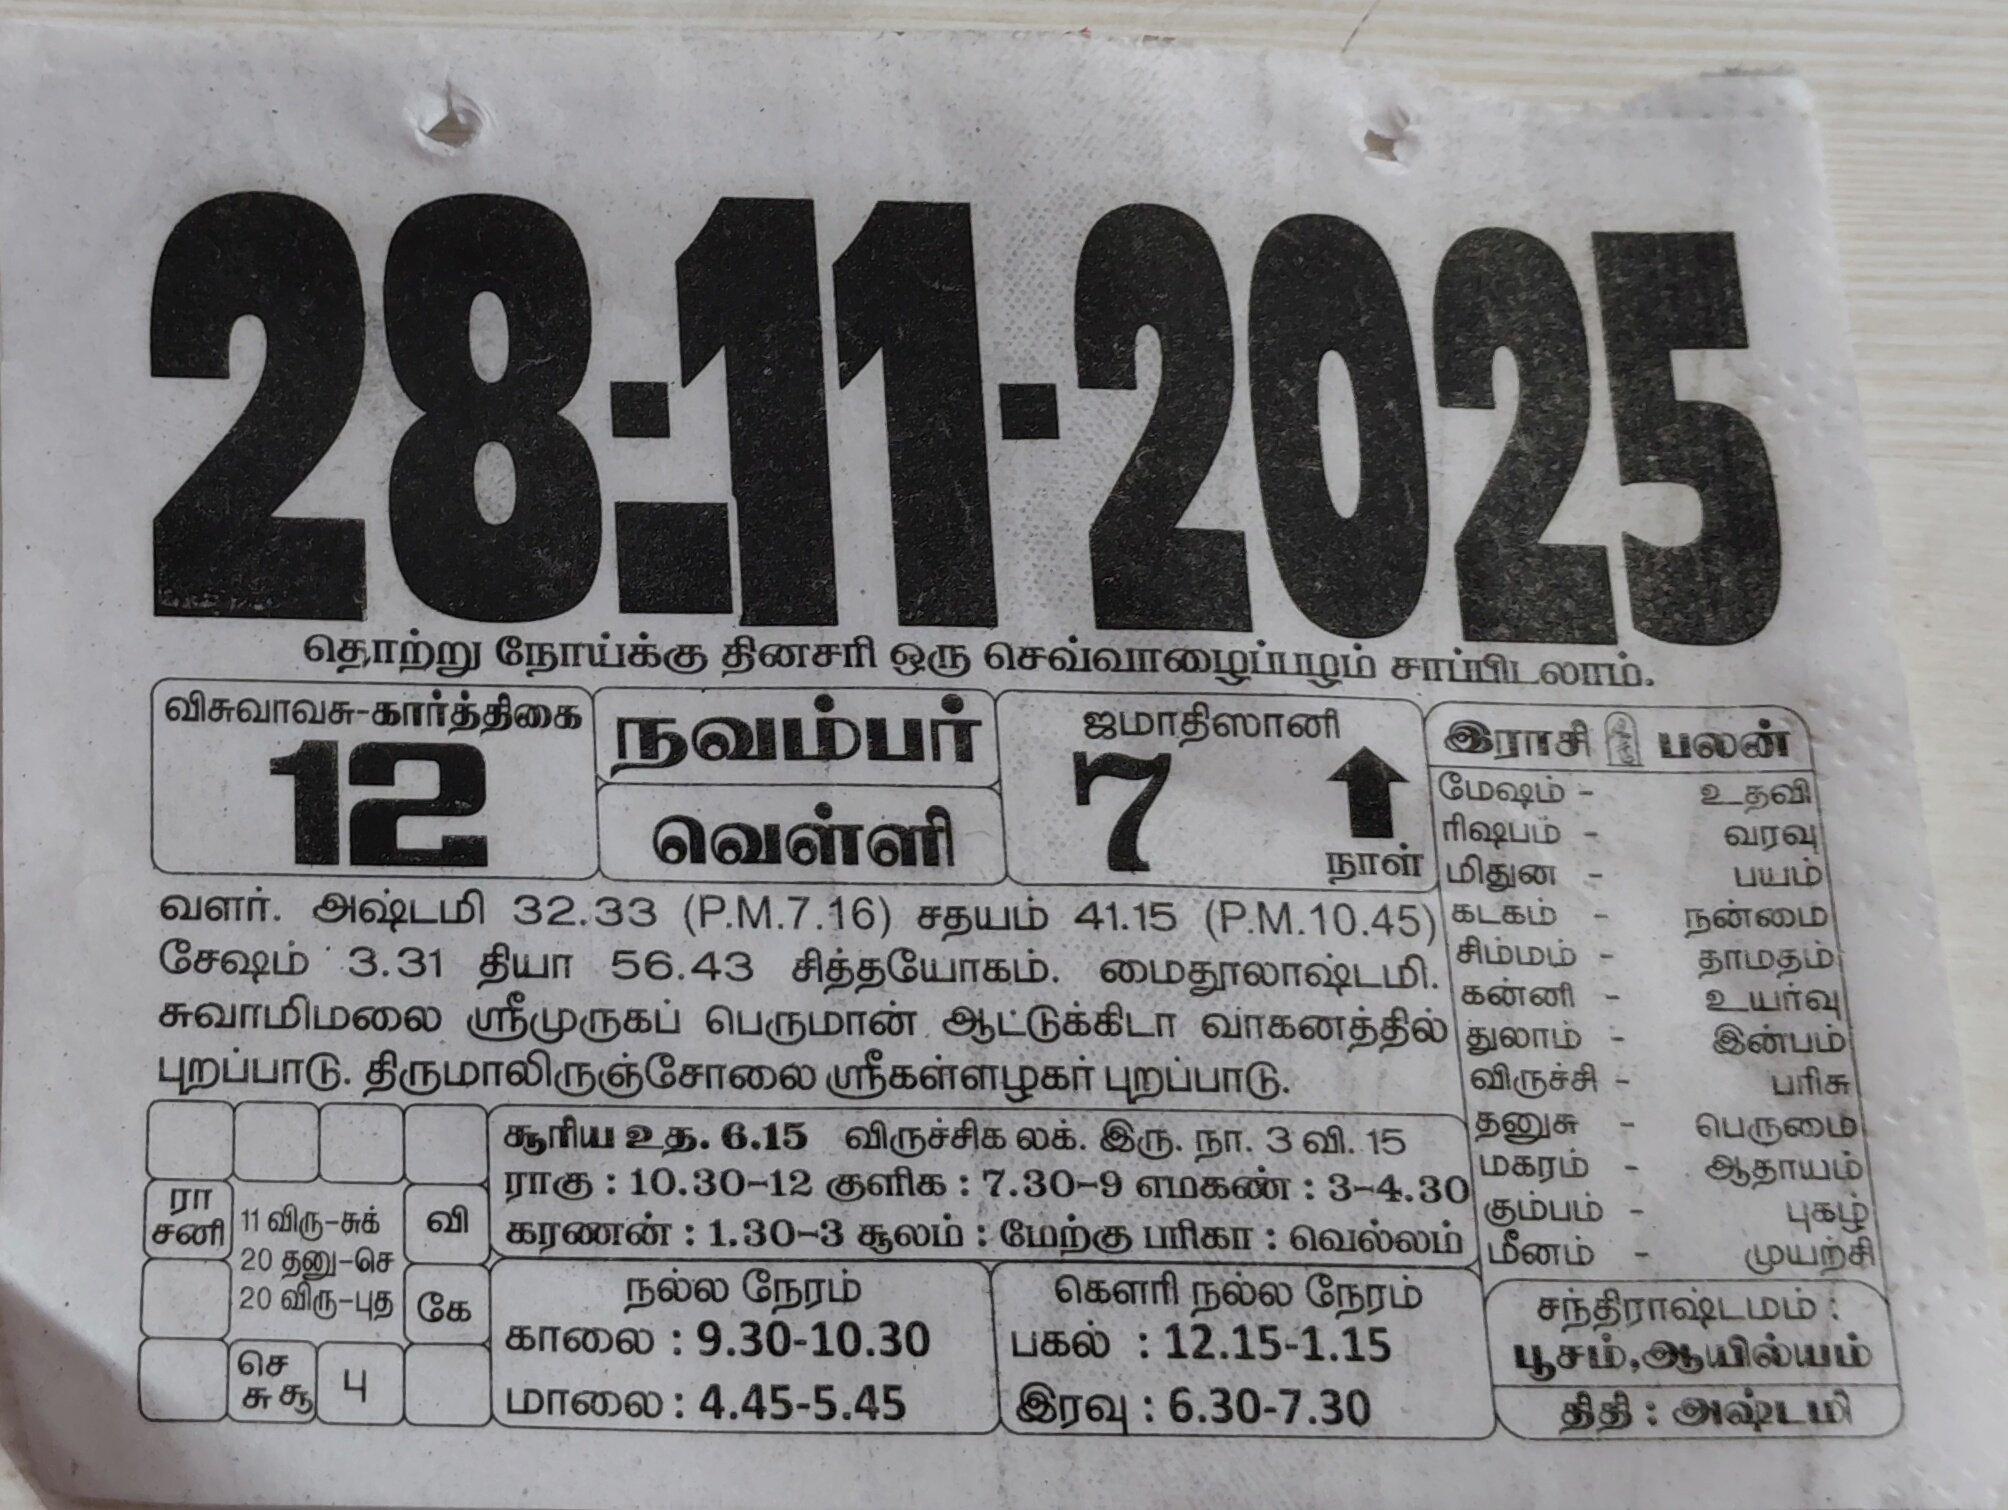 28-11-2025
தொற்று நோய்க்கு தினசரி ஒரு செவ்வாழைப்பழம் சாப்பிடலாம்.
விசுவாவசு-கார்த்திகை
12
நவம்பர்
வெள்ளி
ஜமாதிஸானி
7
நாள்
வளர். அஷ்டமி 32.33 (P.M.7.16) சதயம் 41.15 (P.M.10.45)
சேஷம் 3.31 தியா 56.43 சித்தயோகம். மைதூலாஷ்டமி.
சுவாமிமலை ஸ்ரீமுருகப் பெருமான் ஆட்டுக்கிடா வாகனத்தில்
புறப்பாடு. திருமாலிருஞ்சோலை ஸ்ரீகள்ளழகர் புறப்பாடு.
இராசி பலன்
மேஷம் - உதவி
ரிஷபம் - வரவு
மிதுன - பயம்
கடகம் - நன்மை
சிம்மம் - தாமதம்
கன்னி - உயர்வு
துலாம் - இன்பம்
விருச்சி - பரிசு
தனுசு - பெருமை
மகரம் - ஆதாயம்
கும்பம் - புகழ்
மீனம் - முயற்சி
ரா
சனி
11 விரு-சுக்
20 தனு-செ
20 விரு-புத
வி
கே
செ
சு சூ
பு
சூரிய உத. 6.15 விருச்சிக லக். இரு. நா. 3 வி. 15
ராகு : 10.30-12 குளிக : 7.30-9 எமகண் : 3-4.30
கரணன் : 1.30-3 சூலம் : மேற்கு பரிகா : வெல்லம்
நல்ல நேரம்
காலை : 9.30-10.30
மாலை : 4.45-5.45
கௌரி நல்ல நேரம்
பகல் : 12.15-1.15
இரவு : 6.30-7.30
சந்திராஷ்டமம் :
பூசம்,ஆயில்யம்
திதி : அஷ்டமி